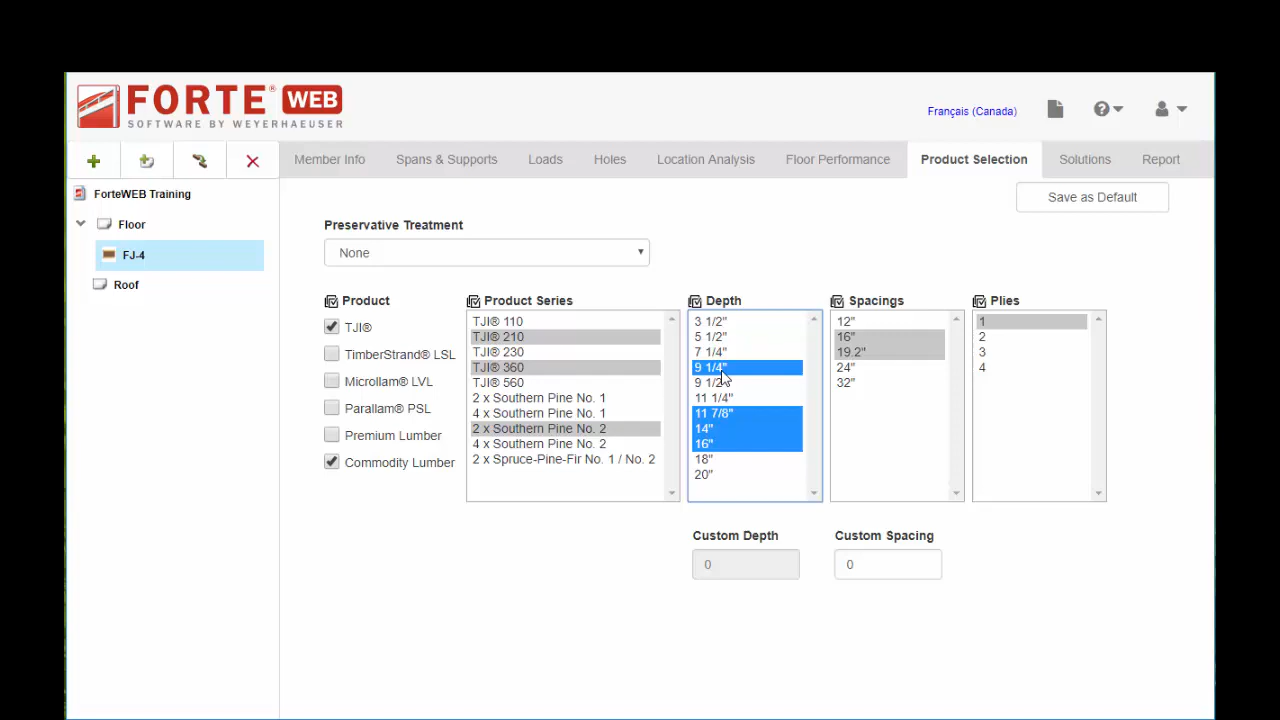 FORTE® WEB
SOFTWARE BY WEYERHAEUSER
Français (Canada)
Member Info
Spans & Supports
Loads
Holes
Location Analysis
Floor Performance
Product Selection
Solutions
Report
ForteWEB Training
Floor
FJ-4
Roof
Save as Default
Preservative Treatment
None
Product
TJI®
TimberStrand® LSL
Microllam® LVL
Parallam® PSL
Premium Lumber
Commodity Lumber
Product Series
TJI® 110
TJI® 210
TJI® 230
TJI® 360
TJI® 560
2 x Southern Pine No. 1
4 x Southern Pine No. 1
2 x Southern Pine No. 2
4 x Southern Pine No. 2
2 x Spruce-Pine-Fir No. 1 / No. 2
Depth
3 1/2"
5 1/2"
7 1/4"
9 1/4"
9 1/2"
11 1/4"
11 7/8"
14"
16"
18"
20"
Spacings
12"
16"
19.2"
24"
32"
Plies
1
2
3
4
Custom Depth
0
Custom Spacing
0